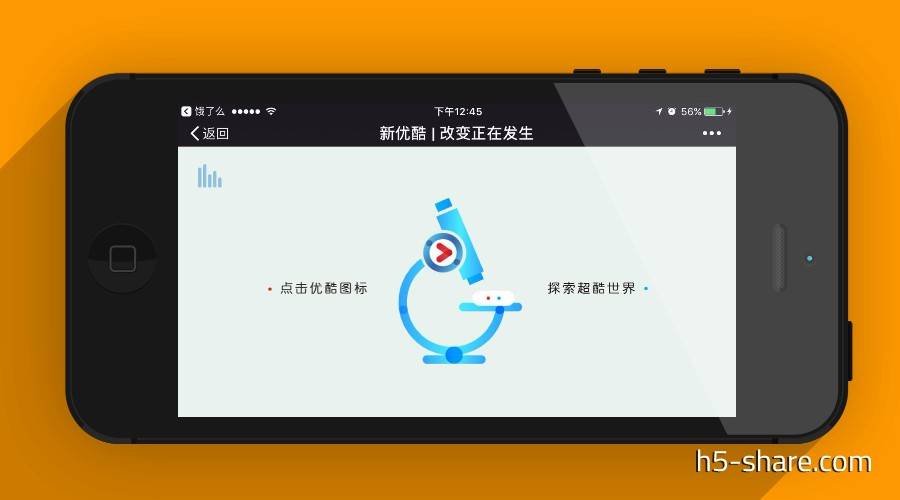 饿了么
下午12:45
56%
返回
新优酷 | 改变正在发生
点击优酷图标
探索超酷世界
h5-share.com